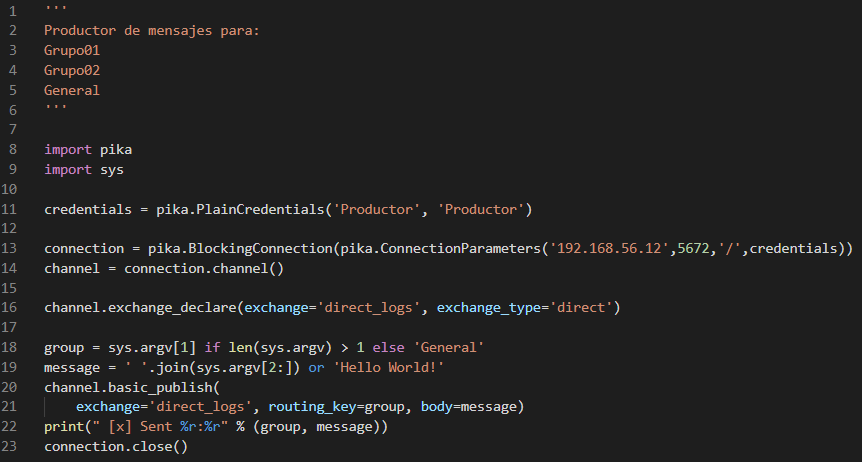 1 '''
2 Productor de mensajes para:
3 Grupo01
4 Grupo02
5 General
6 '''
7
8 import pika
9 import sys
10
11 credentials = pika.PlainCredentials('Productor', 'Productor')
12
13 connection = pika.BlockingConnection(pika.ConnectionParameters('192.168.56.12',5672,'/',credentials))
14 channel = connection.channel()
15
16 channel.exchange_declare(exchange='direct_logs', exchange_type='direct')
17
18 group = sys.argv[1] if len(sys.argv) > 1 else 'General'
19 message = ' '.join(sys.argv[2:]) or 'Hello World!'
20 channel.basic_publish(
21     exchange='direct_logs', routing_key=group, body=message)
22 print(" [x] Sent %r:%r" % (group, message))
23 connection.close()